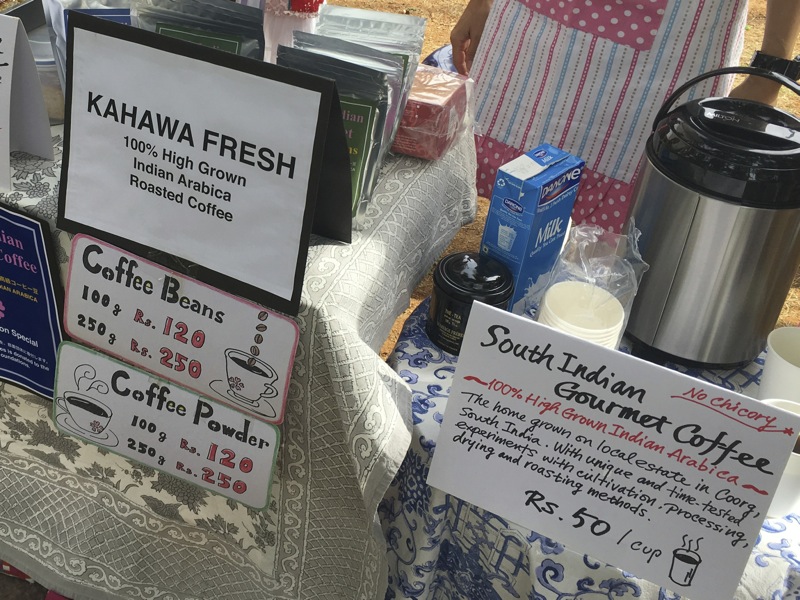 KAHAWA FRESH
100% High Grown
Indian Arabica
Roasted Coffee
Coffee Beans
100g Rs. 120
250g Rs. 250
Coffee Powder
100g Rs. 120
250g Rs. 250
DANONE
Milk
South Indian
Gourmet Coffee
No Chicory
~100% High Grown Indian Arabica~
The home grown on local estate in Coorg,
South India. With unique and time-tested
experiments with cultivation. Processing,
drying and roasting methods.
Rs. 50 / cup
Coffee